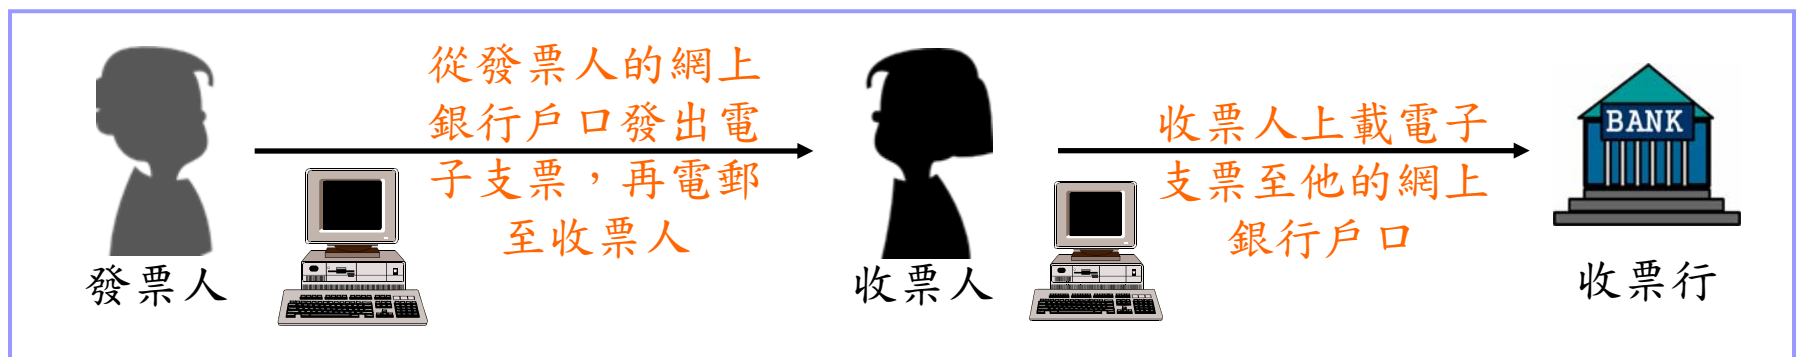 從發票人的網上
銀行戶口發出電
子支票，再電郵
至收票人
收票人上載電子
支票至他的網上
銀行戶口
BANK
發票人
收票人
收票行